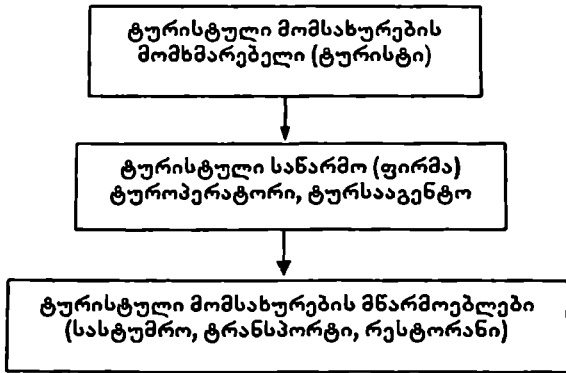 ტურისტული მომსახურების
მომხმარებელი (ტურისტი)
ტურისტული საწარმო (ფირმა)
ტუროპერატორი, ტურსააგენტო
ტურისტული მომსახურების მწარმოებლები
(სასტუმრო, ტრანსპორტი, რესტორანი)